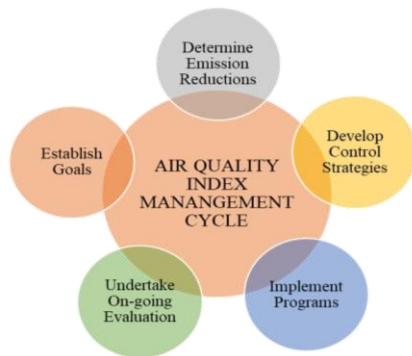 Determine
Emission
Reductions
Develop
Control
Strategies
Implement
Programs
Undertake
On-going
Evaluation
Establish
Goals
AIR QUALITY
INDEX
MANANGEMENT
CYCLE